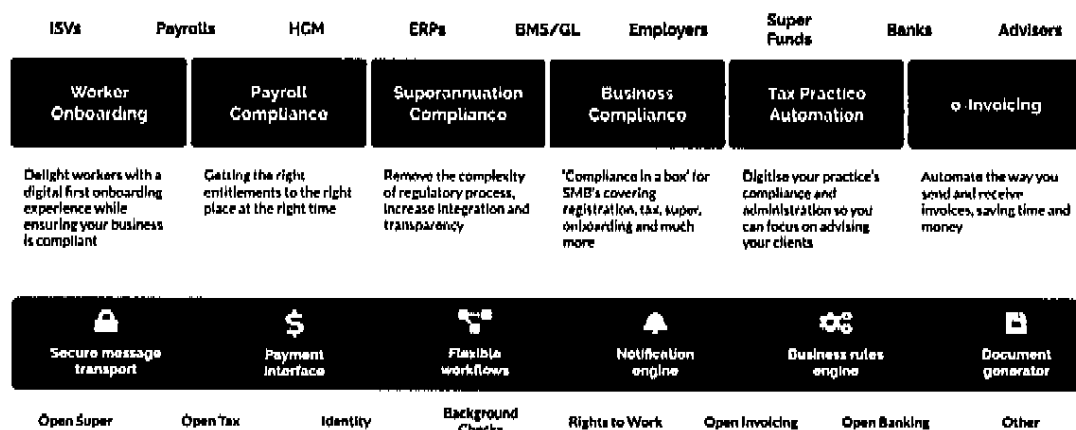 ISVs Payrolls HCM ERPs BMS/GL Employers Super Funds Banks Advisors
Worker Onboarding
Payroll Compliance
Superannuation Compliance
Business Compliance
Tax Practice Automation
e-Invoicing
Delight workers with a
digital first onboarding
experience while
ensuring your business
is compliant
Getting the right
entitlements to the right
place at the right time
Remove the complexity
of regulatory process,
increase integration and
transparency
'Compliance in a box' for
SMB's covering
registration, tax, super,
onboarding and much
more
Digitise your practice's
compliance and
administration so you
can focus on advising
your clients
Automate the way you
send and receive
invoices, saving time and
money
Secure message
transport
Payment
interface
Flexible
workflows
Notification
engine
Business rules
engine
Document
generator
Open Super Open Tax Identity Background Checks Rights to Work Open Invoicing Open Banking Other